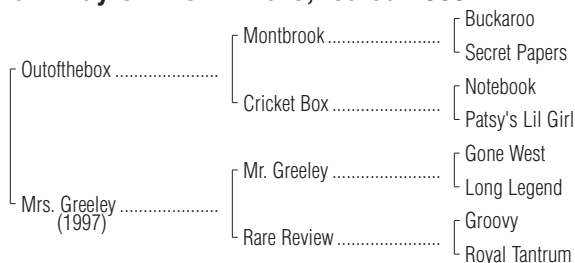 Buckaroo
Montbrook ........................
Secret Papers
Outofthebox .......................
Notebook
Cricket Box ........................
Patsy's Lil Girl
Gone West
Mr. Greeley ........................
Long Legend
Mrs. Greeley ......................
(1997)
Groovy
Rare Review .......................
Royal Tantrum